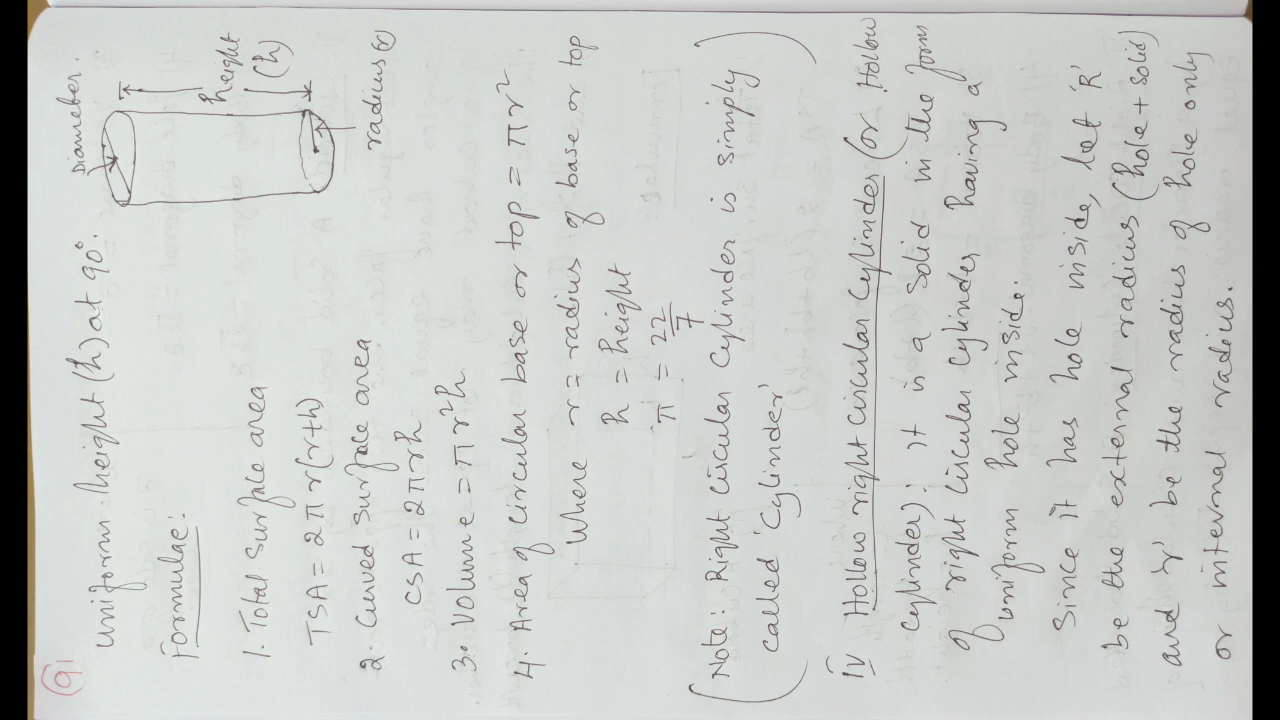 91
uniform height (h) at 90°.
Diameter.
height
(h)
radius (r)
Formulae:
1. Total surface area
TSA = 2πr(r+h)
2. Curved surface area
CSA = 2πrh
3. Volume = πr²h
4. Area of circular base or top = πr²
Where r = radius of base or top
h = height
π = 22/7
(Note: Right circular cylinder is simply
called 'cylinder')
IV Hollow right circular cylinder (or Hollow
cylinder): it is a solid in the form
of right circular cylinder having a
uniform hole inside.
Since it has hole inside, let 'R'
be the external radius (hole + solid)
and 'r' be the radius of hole only
or internal radius.